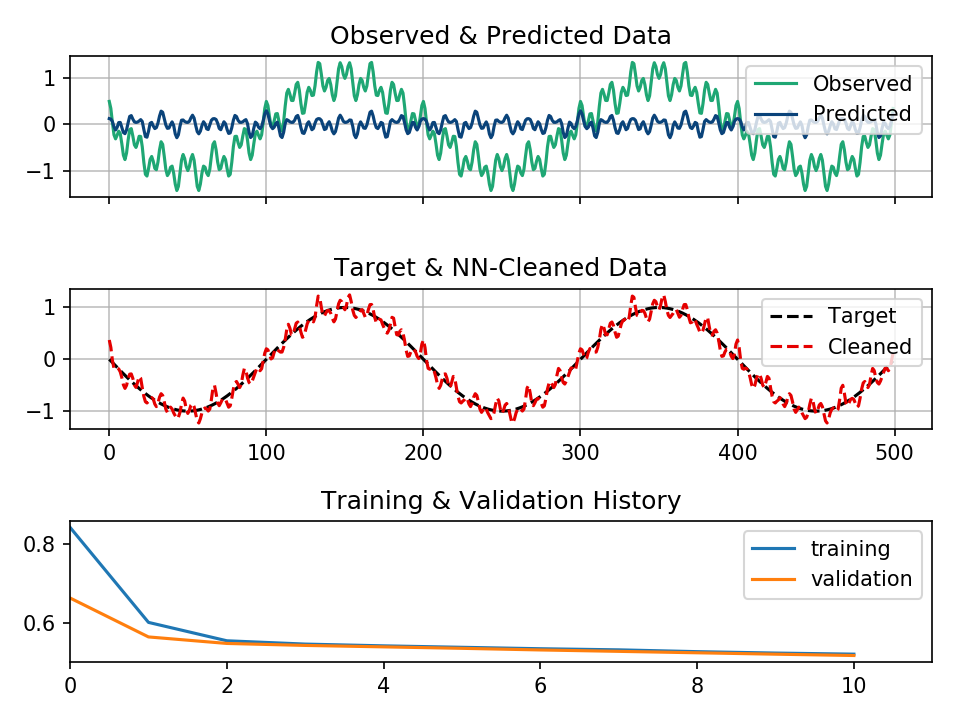 Observed & Predicted Data
1
0
−1
Observed
Predicted
Target & NN-Cleaned Data
1
0
−1
Target
Cleaned
0 100 200 300 400 500
Training & Validation History
0.8
0.6
training
validation
0 2 4 6 8 10